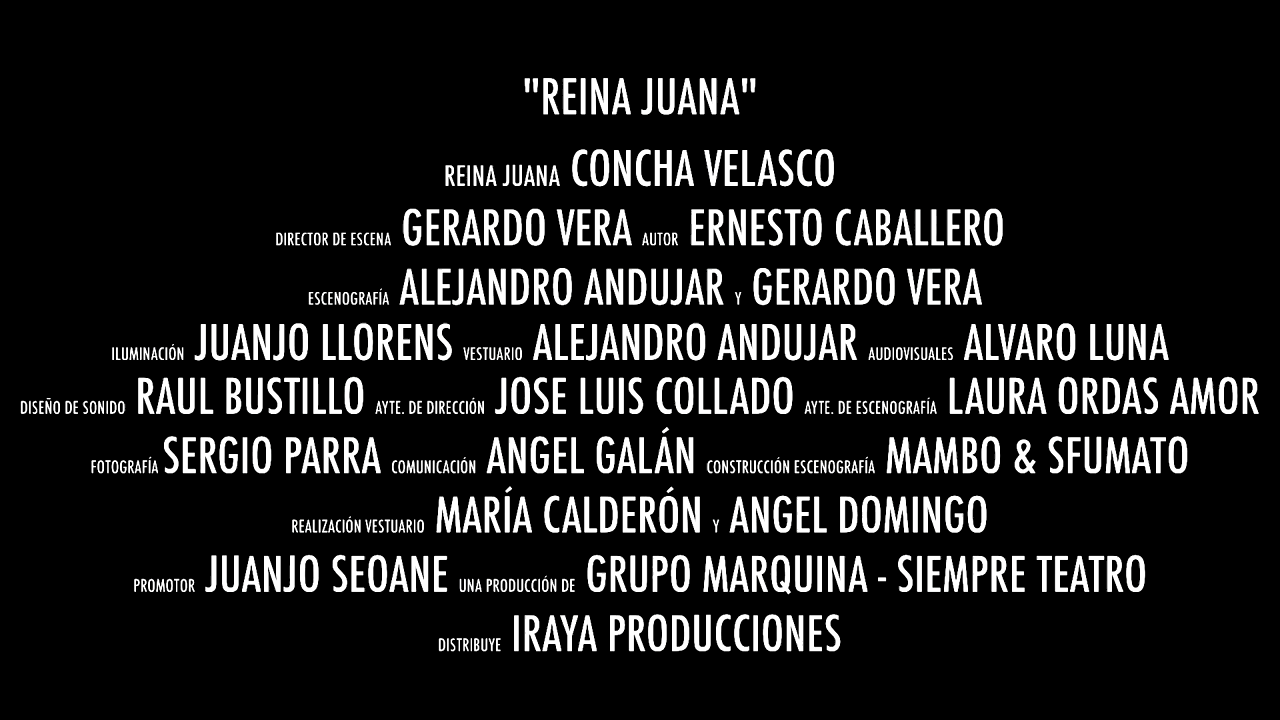 "REINA JUANA"
REINA JUANA CONCHA VELASCO
DIRECTOR DE ESCENA GERARDO VERA AUTOR ERNESTO CABALLERO
ESCENOGRAFÍA ALEJANDRO ANDUJAR Y GERARDO VERA
ILUMINACIÓN JUANJO LLORENS VESTUARIO ALEJANDRO ANDUJAR AUDIOVISUALES ALVARO LUNA
DISEÑO DE SONIDO RAUL BUSTILLO AYTE. DE DIRECCIÓN JOSE LUIS COLLADO AYTE. DE ESCENOGRAFÍA LAURA ORDAS AMOR
FOTOGRAFÍA SERGIO PARRA COMUNICACIÓN ANGEL GALÁN CONSTRUCCIÓN ESCENOGRAFÍA MAMBO & SFUMATO
REALIZACIÓN VESTUARIO MARÍA CALDERÓN Y ANGEL DOMINGO
PROMOTOR JUANJO SEOANE UNA PRODUCCIÓN DE GRUPO MARQUINA - SIEMPRE TEATRO
DISTRIBUYE IRAYA PRODUCCIONES